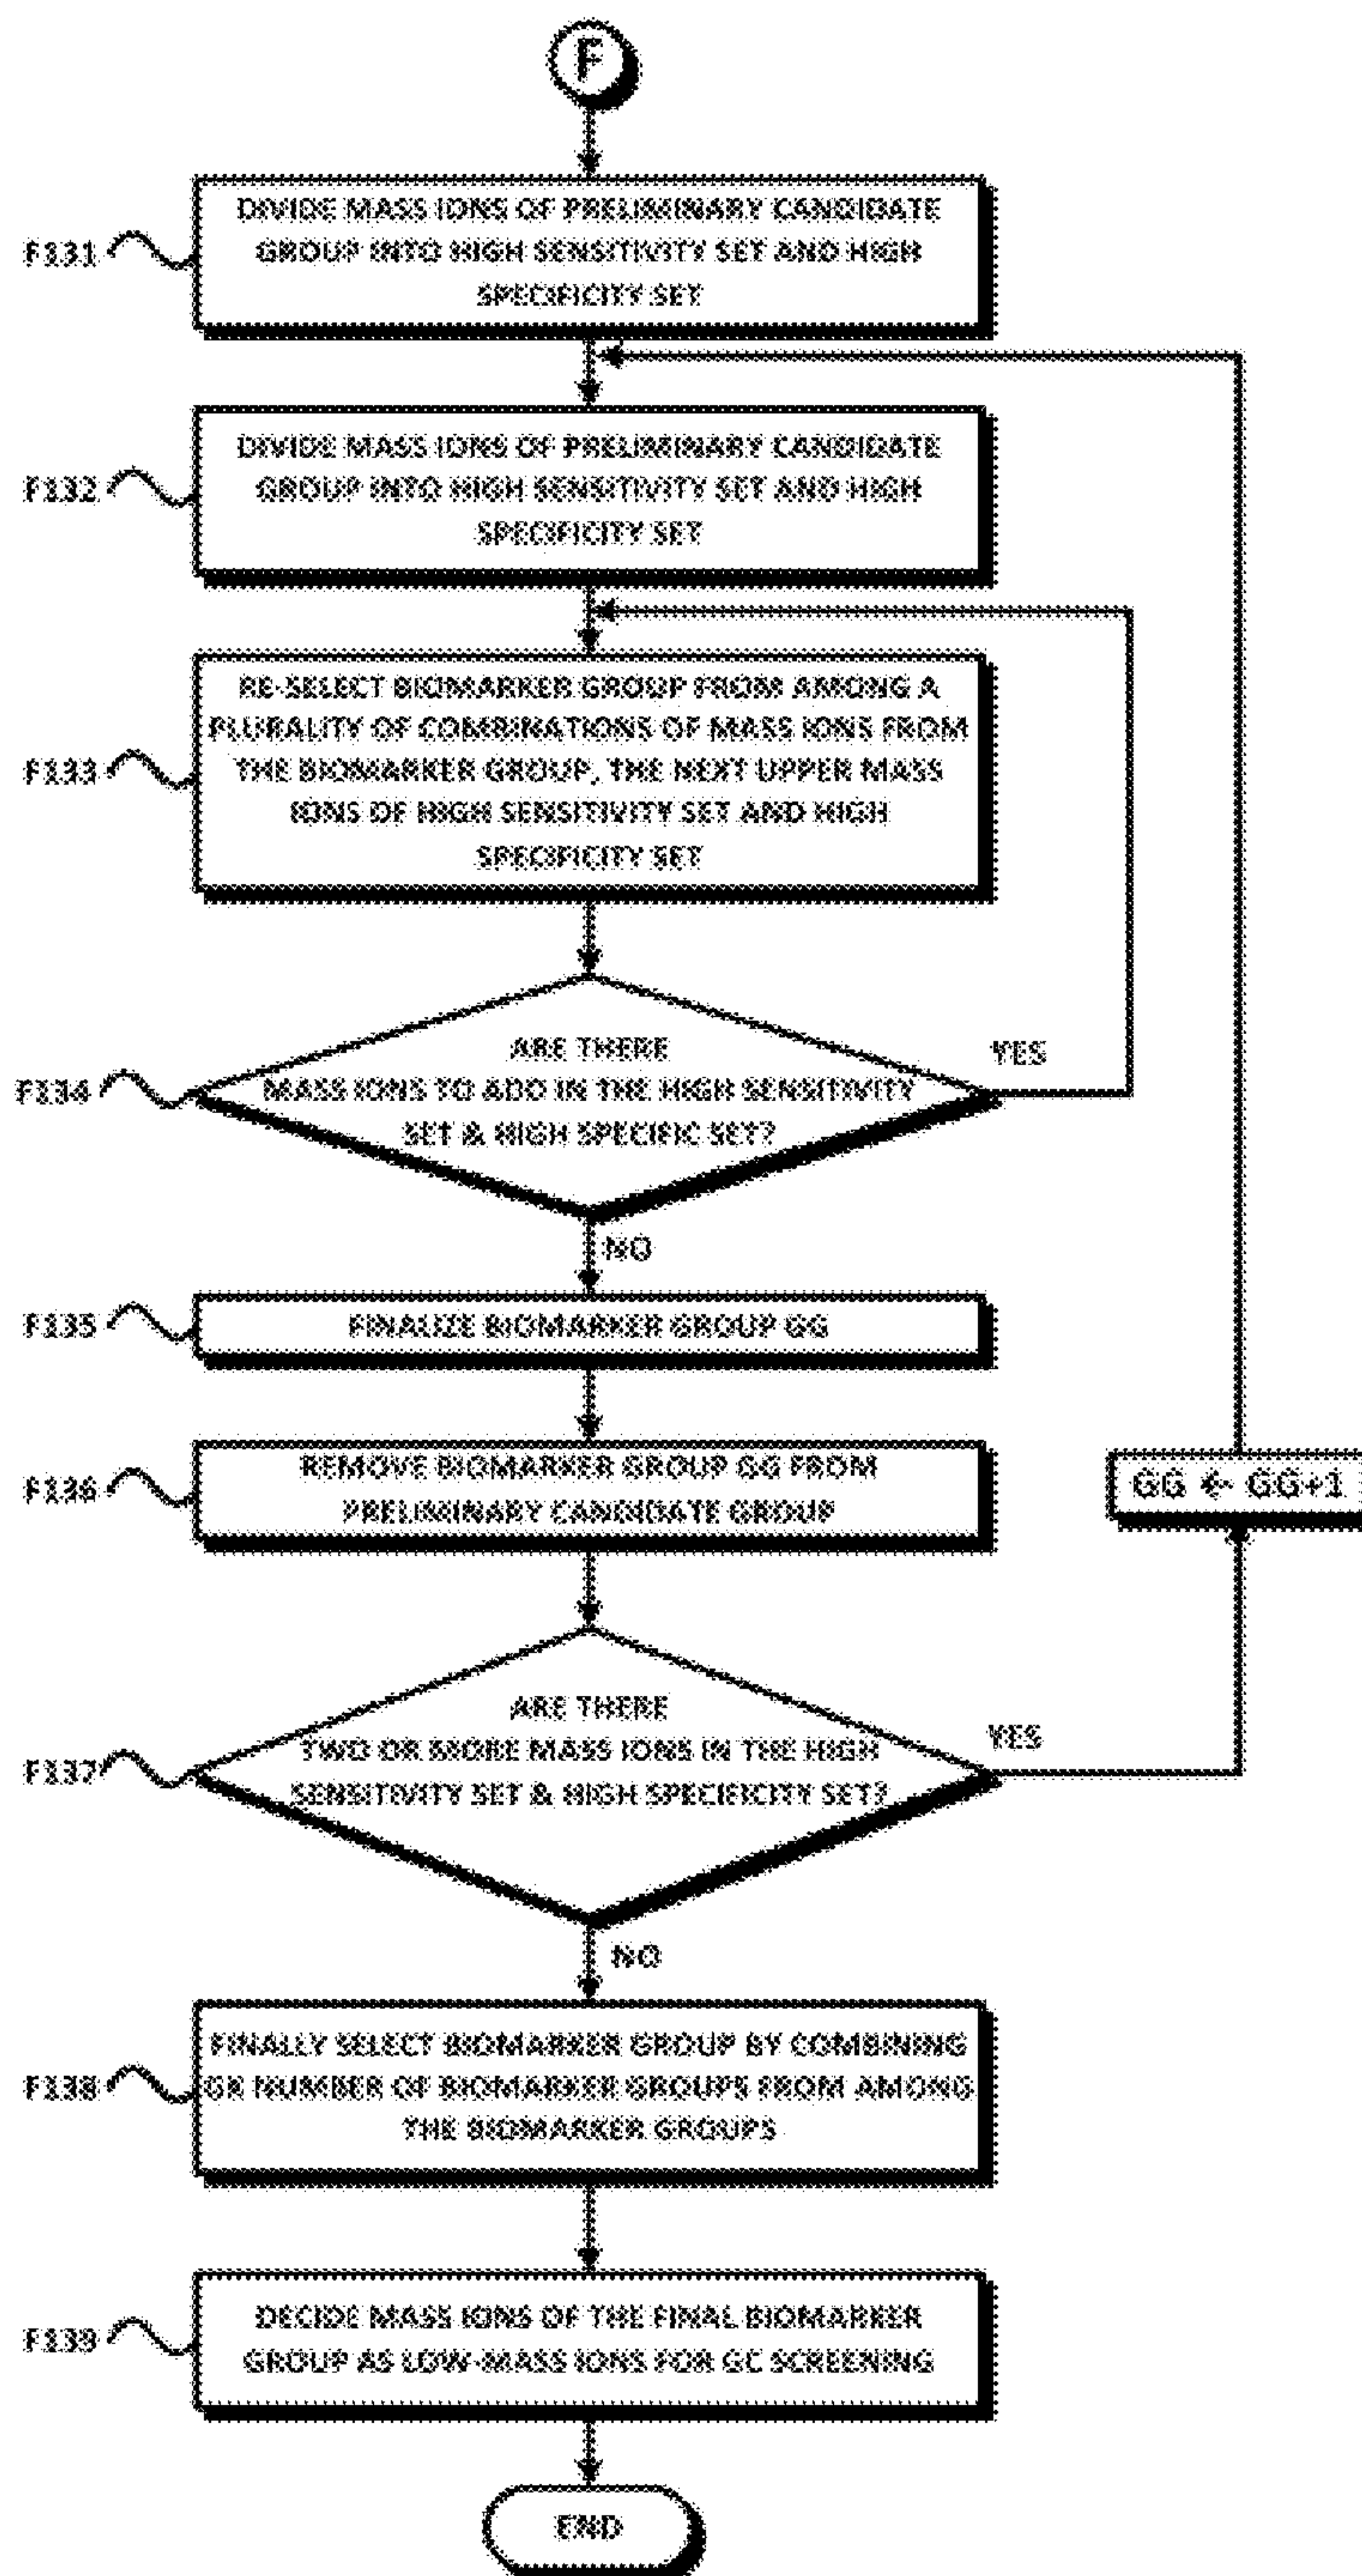 F
F131
DIVIDE MASS IONS OF PRELIMINARY CANDIDATE
GROUP INTO HIGH SENSITIVITY SET AND HIGH
SPECIFICITY SET
F132
DIVIDE MASS IONS OF PRELIMINARY CANDIDATE
GROUP INTO HIGH SENSITIVITY SET AND HIGH
SPECIFICITY SET
F133
RE-SELECT BIOMARKER GROUP FROM AMONG A
PLURALITY OF COMBINATIONS OF MASS IONS FROM
THE BIOMARKER GROUP, THE NEXT UPPER MASS
IONS OF HIGH SENSITIVITY SET AND HIGH
SPECIFICITY SET
F134
ARE THERE
MASS IONS TO ADD IN THE HIGH SENSITIVITY
SET & HIGH SPECIFIC SET?
YES
NO
F135
FINALIZE BIOMARKER GROUP GG
F136
REMOVE BIOMARKER GROUP GG FROM
PRELIMINARY CANDIDATE GROUP
GG ← GG+1
F137
ARE THERE
TWO OR MORE MASS IONS IN THE HIGH
SENSITIVITY SET & HIGH SPECIFICITY SET?
YES
NO
F138
FINALLY SELECT BIOMARKER GROUP BY COMBINING
GK NUMBER OF BIOMARKER GROUPS FROM AMONG
THE BIOMARKER GROUPS
F139
DECIDE MASS IONS OF THE FINAL BIOMARKER
GROUP AS LOW-MASS IONS FOR GC SCREENING
END